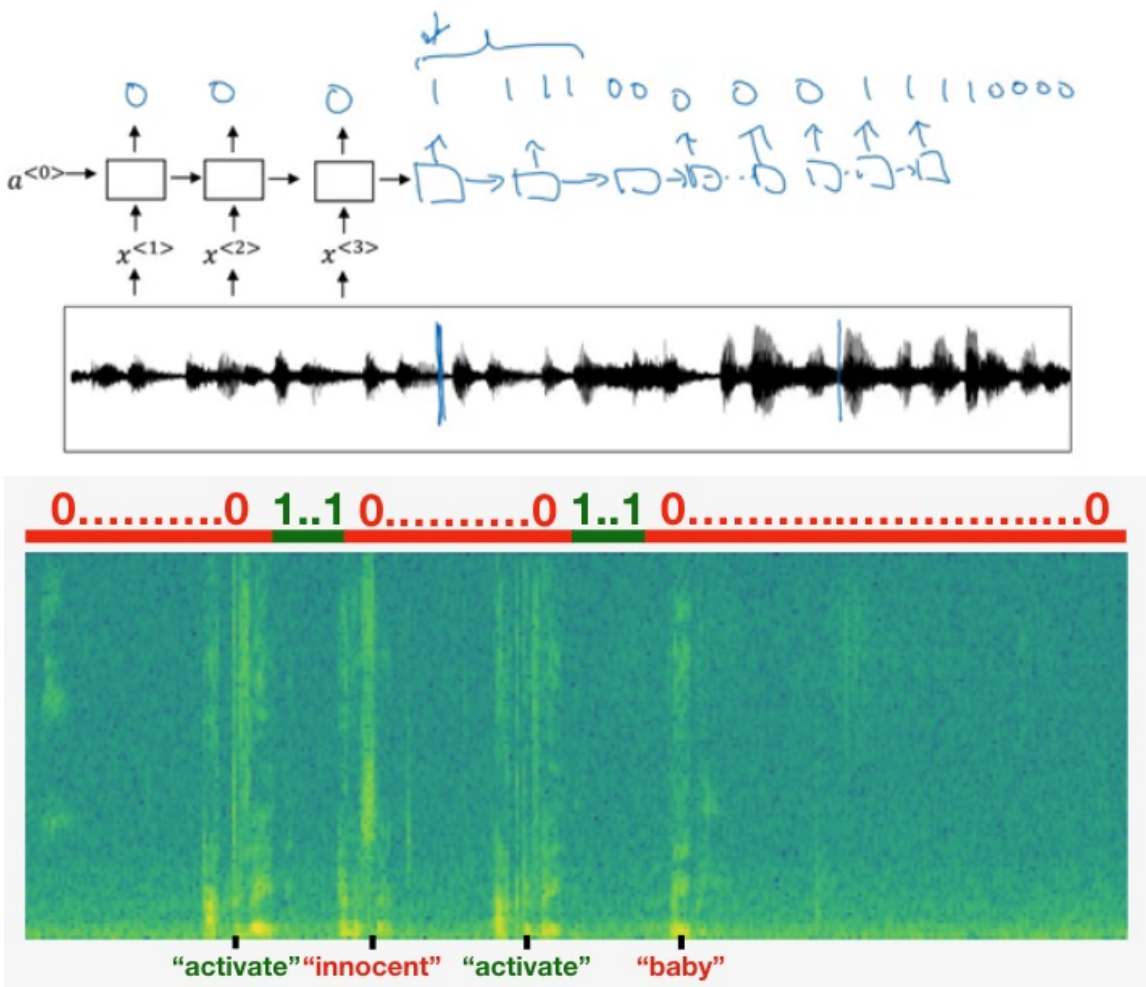 0 0 0 1 1 1 1 0 0 0 0 0 1 1 1 1 0 0 0 0
a<0>
x<1> x<2> x<3>
0..........0 1..1 0..........0 1..1 0............................0
“activate” “innocent” “activate” “baby”